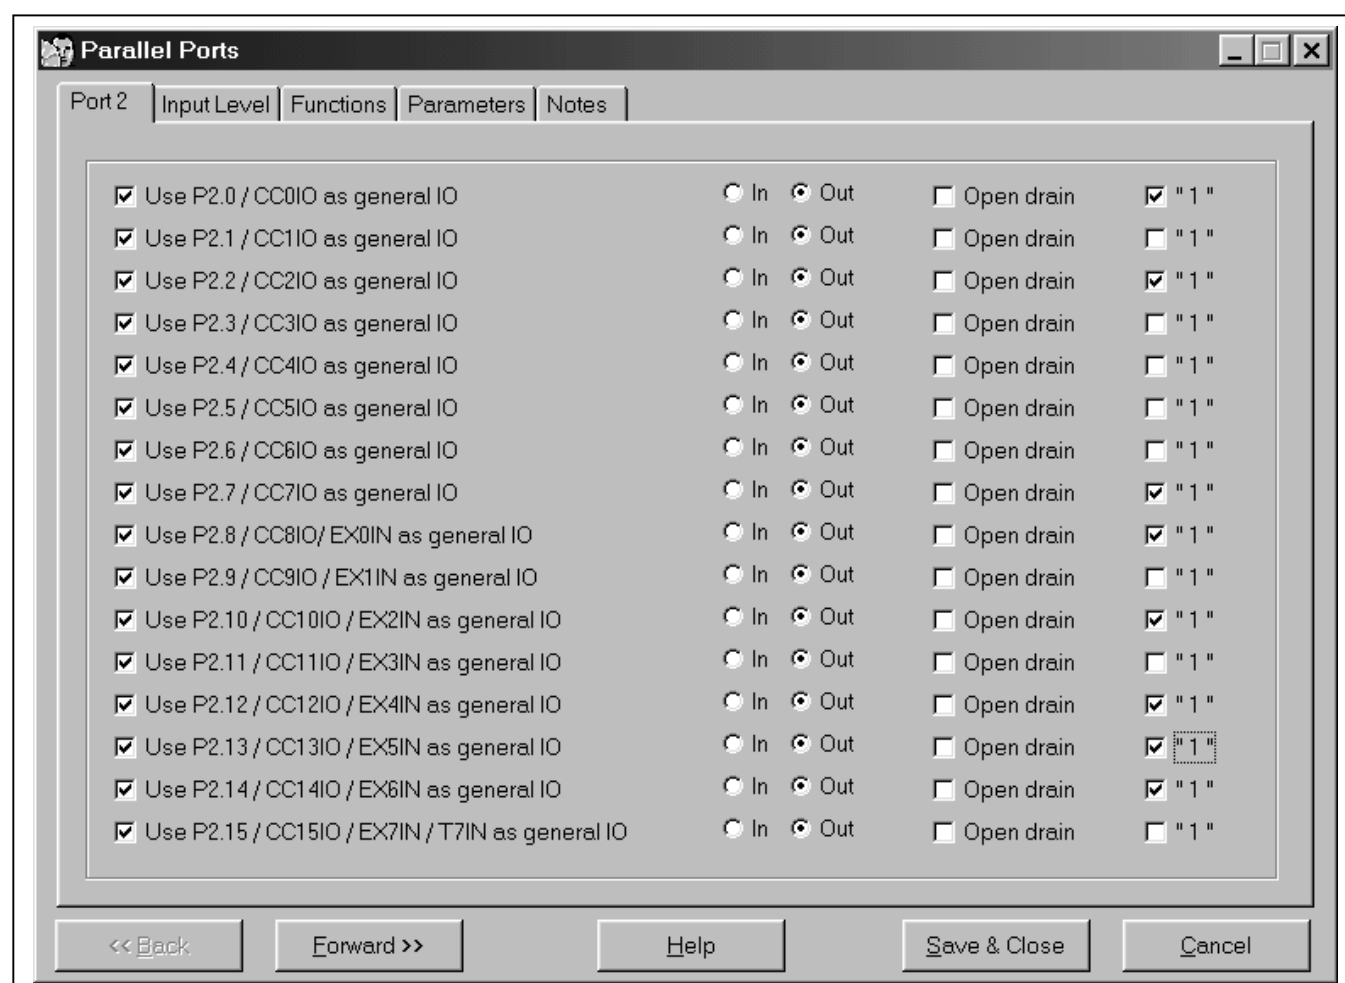 Parallel Ports
Port 2 Input Level Functions Parameters Notes
Use P2.0 / CC0IO as general IO In Out Open drain "1"
Use P2.1 / CC1IO as general IO In Out Open drain "1"
Use P2.2 / CC2IO as general IO In Out Open drain "1"
Use P2.3 / CC3IO as general IO In Out Open drain "1"
Use P2.4 / CC4IO as general IO In Out Open drain "1"
Use P2.5 / CC5IO as general IO In Out Open drain "1"
Use P2.6 / CC6IO as general IO In Out Open drain "1"
Use P2.7 / CC7IO as general IO In Out Open drain "1"
Use P2.8 / CC8IO/ EX0IN as general IO In Out Open drain "1"
Use P2.9 / CC9IO / EX1IN as general IO In Out Open drain "1"
Use P2.10 / CC10IO / EX2IN as general IO In Out Open drain "1"
Use P2.11 / CC11IO / EX3IN as general IO In Out Open drain "1"
Use P2.12 / CC12IO / EX4IN as general IO In Out Open drain "1"
Use P2.13 / CC13IO / EX5IN as general IO In Out Open drain "1"
Use P2.14 / CC14IO / EX6IN as general IO In Out Open drain "1"
Use P2.15 / CC15IO / EX7IN / T7IN as general IO In Out Open drain "1"
<< Back Forward >> Help Save & Close Cancel